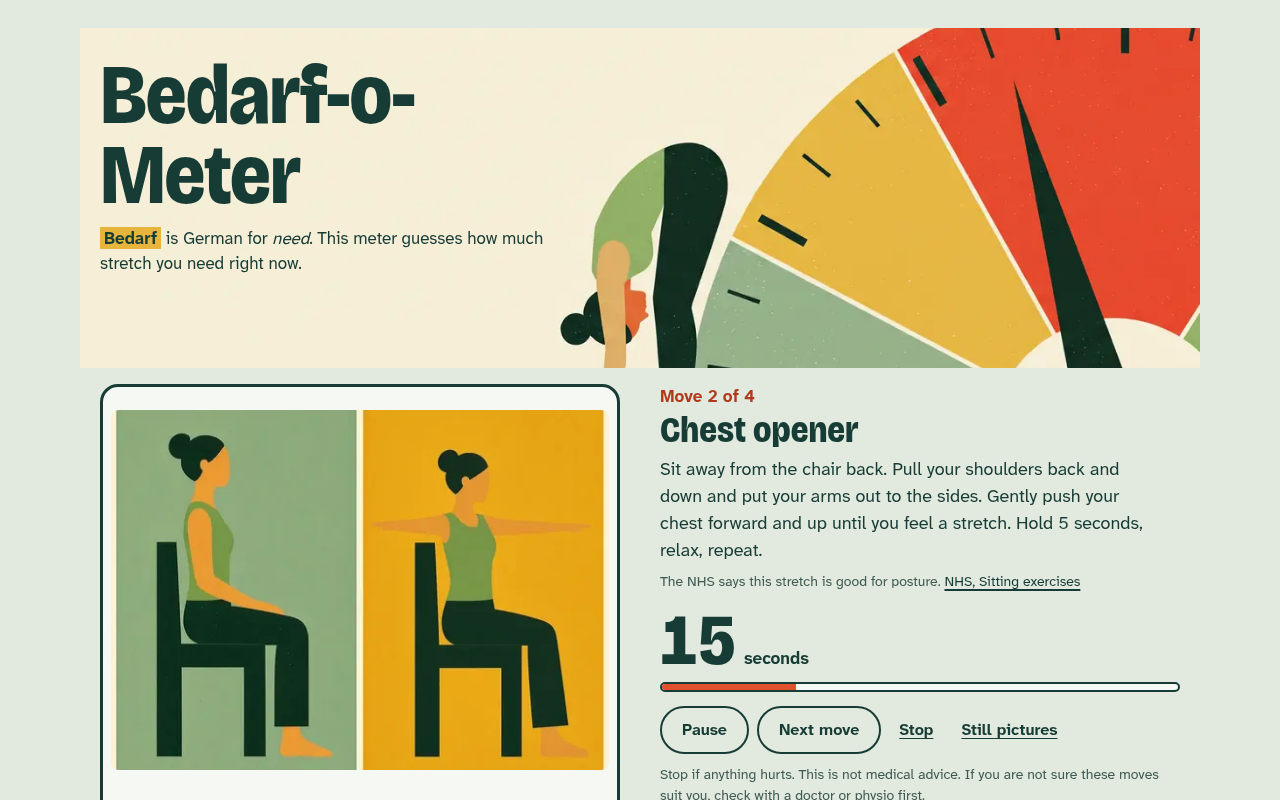 Bedarf-o-
Meter
Bedarf is German for need. This meter guesses how much
stretch you need right now.
Move 2 of 4
Chest opener
Sit away from the chair back. Pull your shoulders back and
down and put your arms out to the sides. Gently push your
chest forward and up until you feel a stretch. Hold 5 seconds,
relax, repeat.
The NHS says this stretch is good for posture. NHS, Sitting exercises
15 seconds
Pause Next move Stop Still pictures
Stop if anything hurts. This is not medical advice. If you are not sure these moves
suit you, check with a doctor or physio first.